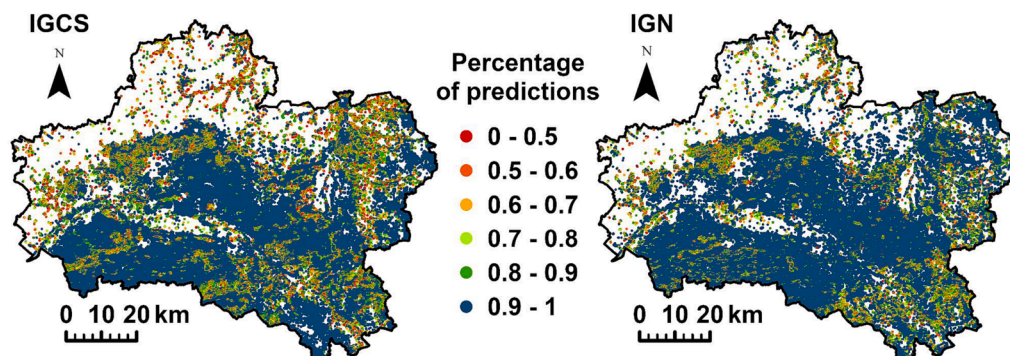 IGCS
N
0 10 20 km
Percentage
of predictions
0 - 0.5
0.5 - 0.6
0.6 - 0.7
0.7 - 0.8
0.8 - 0.9
0.9 - 1
IGN
N
0 10 20 km